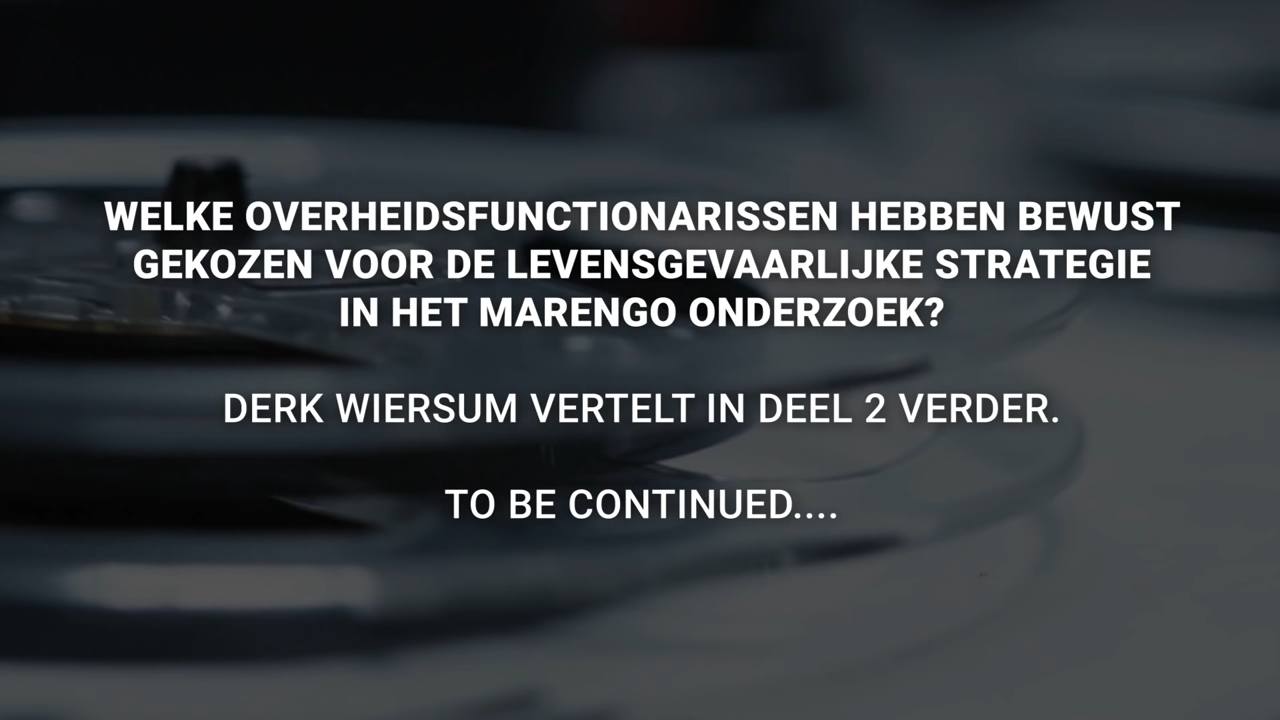 WELKE OVERHEIDSFUNCTIONARISSEN HEBBEN BEWUST
GEKOZEN VOOR DE LEVENSGEVAARLIJKE STRATEGIE
IN HET MARENGO ONDERZOEK?
DERK WIERSUM VERTELT IN DEEL 2 VERDER.
TO BE CONTINUED....